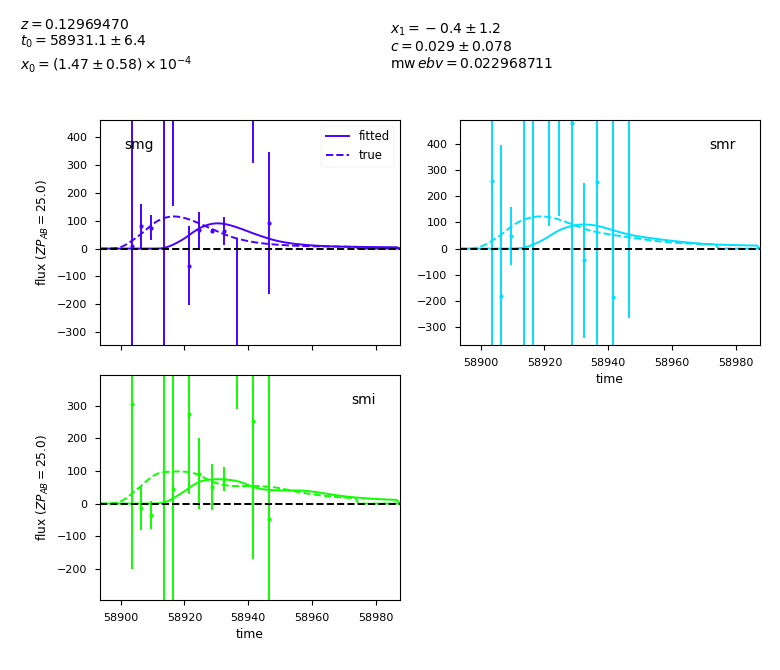 z = 0.12969470
t₀ = 58931.1 ± 6.4
x₀ = (1.47 ± 0.58) × 10⁻⁴
x₁ = −0.4 ± 1.2
c = 0.029 ± 0.078
mw ebv = 0.022968711
400
300
200
100
0
−100
−200
−300
flux (ZP_AB = 25.0)
smg
fitted
true
400
300
200
100
0
−100
−200
−300
smr
58900 58920 58940 58960 58980
time
300
200
100
0
−100
−200
flux (ZP_AB = 25.0)
smi
58900 58920 58940 58960 58980
time